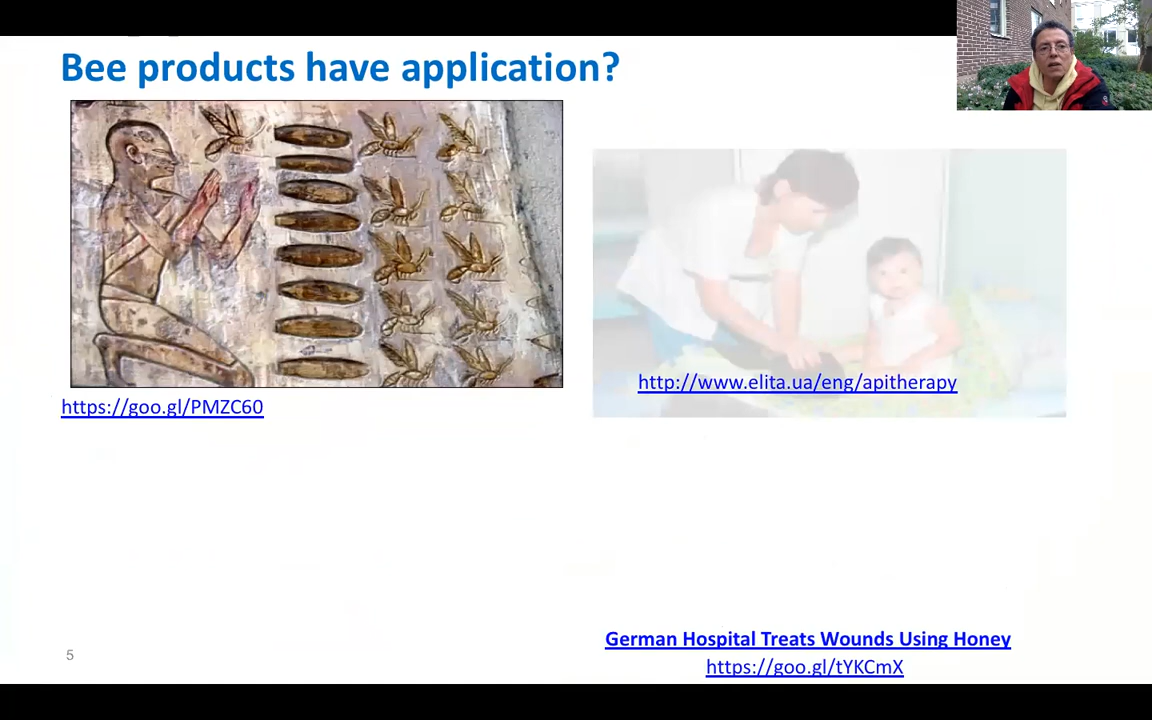 Bee products have application?
https://goo.gl/PMZC60
http://www.elita.ua/eng/apitherapy
German Hospital Treats Wounds Using Honey
https://goo.gl/tYKCmX
5